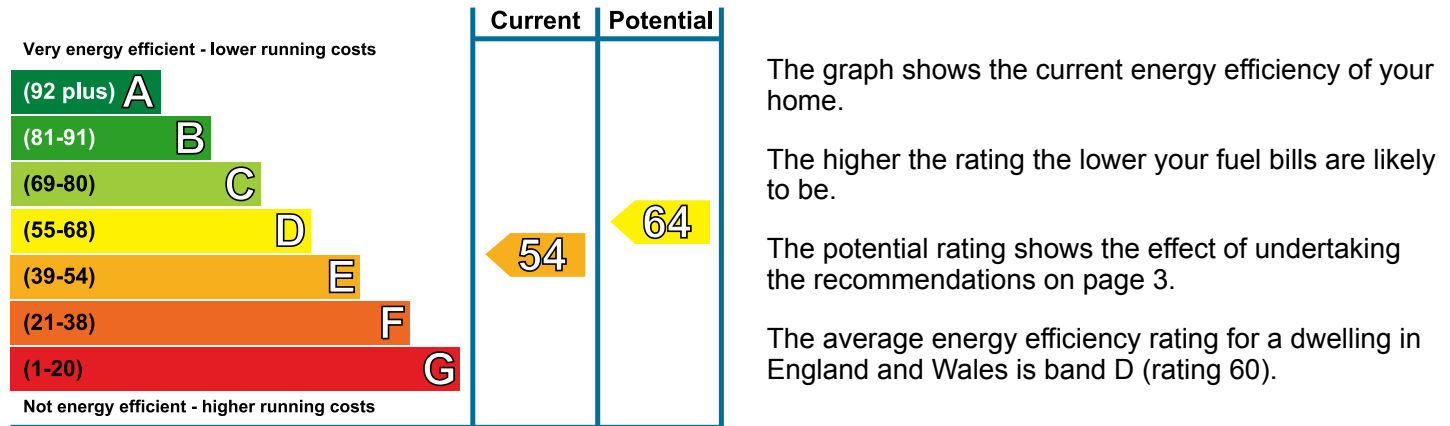 Current Potential
Very energy efficient - lower running costs
(92 plus) A
(81-91) B
(69-80) C
(55-68) D
(39-54) E
(21-38) F
(1-20) G
Not energy efficient - higher running costs
54
64
The graph shows the current energy efficiency of your
home.
The higher the rating the lower your fuel bills are likely
to be.
The potential rating shows the effect of undertaking
the recommendations on page 3.
The average energy efficiency rating for a dwelling in
England and Wales is band D (rating 60).